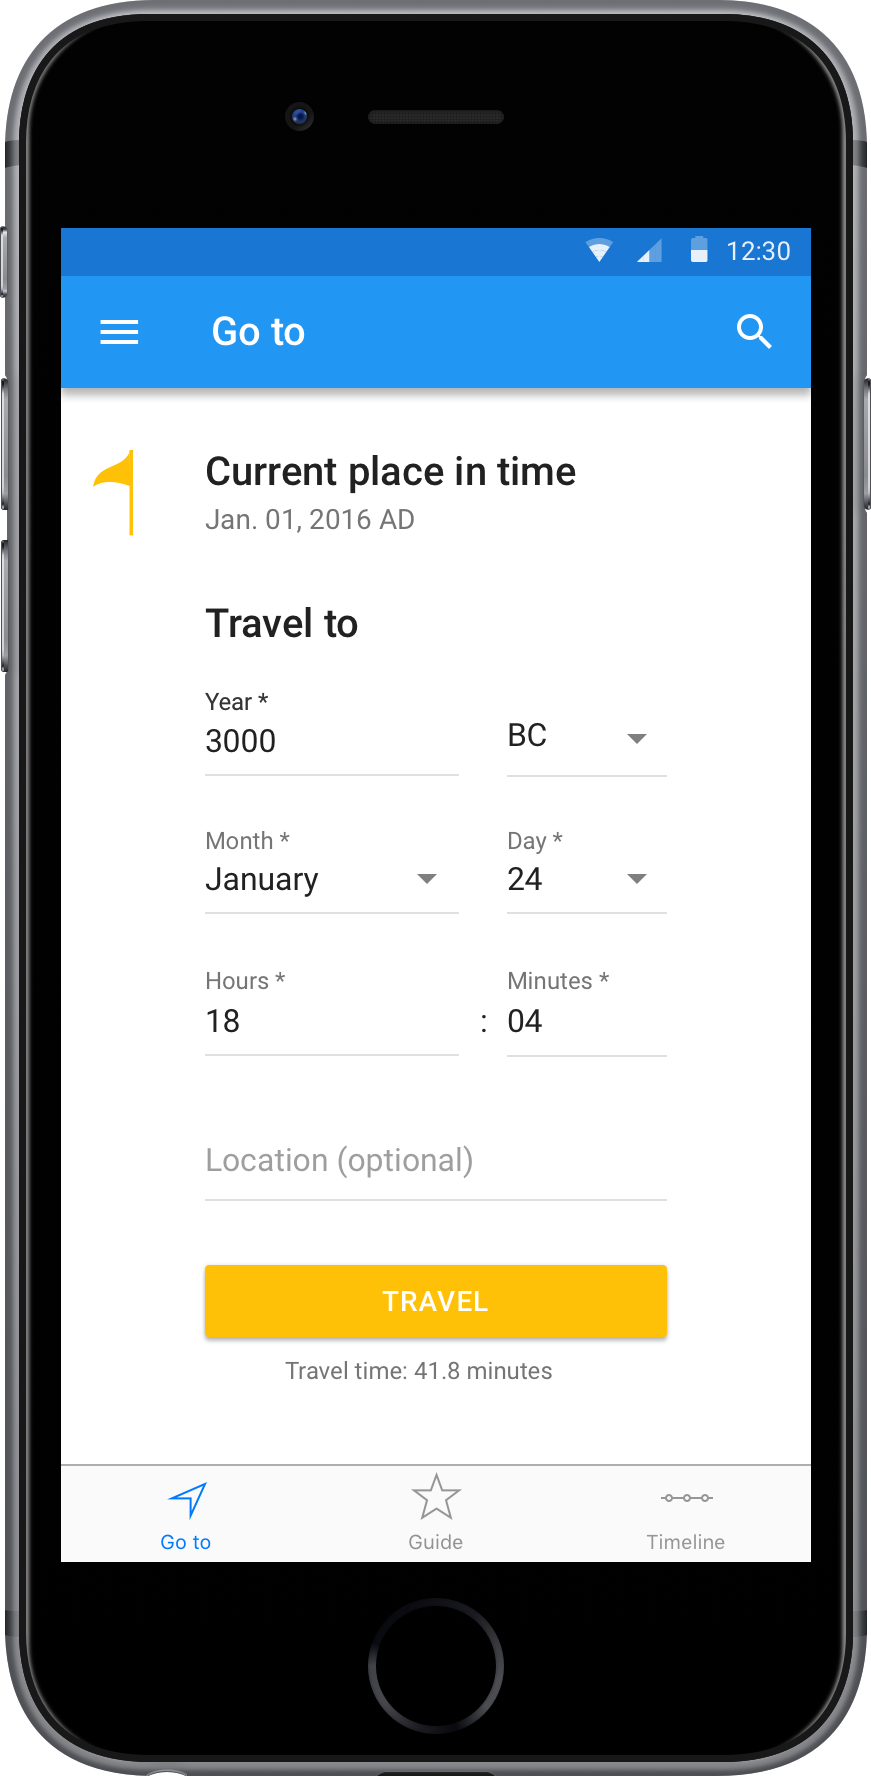 12:30
Go to
Current place in time
Jan. 01, 2016 AD
Travel to
Year *
3000
BC
Month *
Day *
January
24
Hours *
Minutes *
18 : 04
Location (optional)
TRAVEL
Travel time: 41.8 minutes
Go to
Guide
Timeline